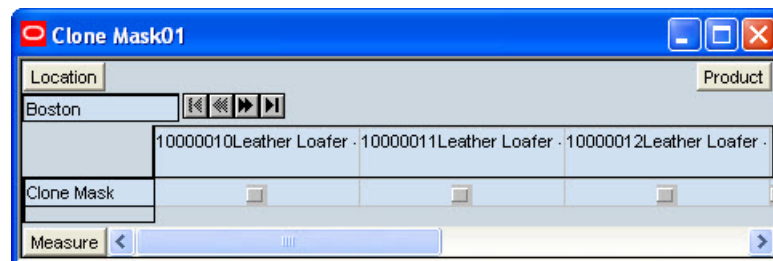 Clone Mask01
Location Product
Boston
10000010Leather Loafer - 10000011Leather Loafer - 10000012Leather Loafer -
Clone Mask
Measure